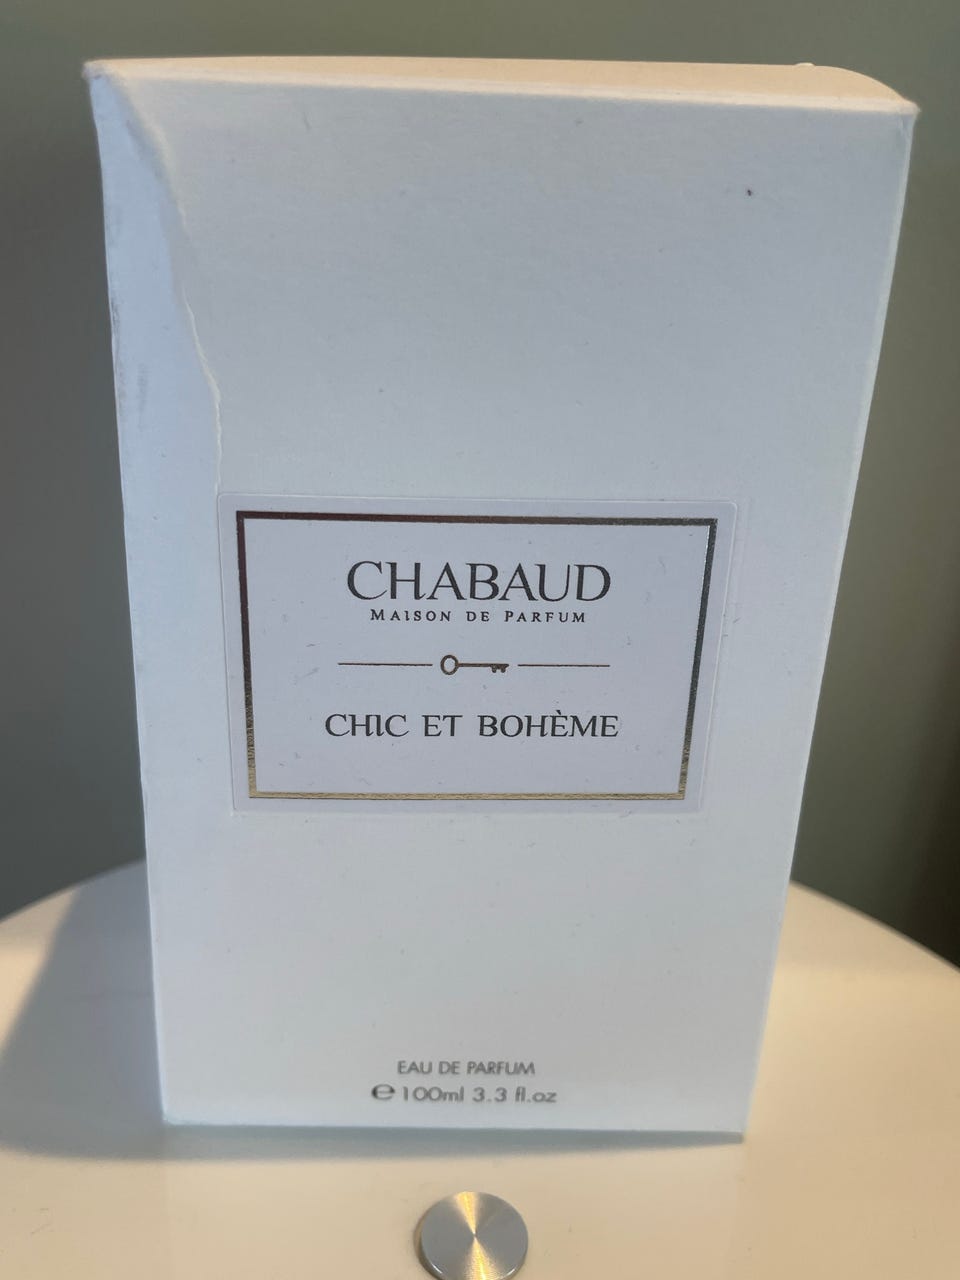 CHABAUD
MAISON DE PARFUM
CHIC ET BOHÈME
EAU DE PARFUM
℮ 100ml 3.3 fl.oz